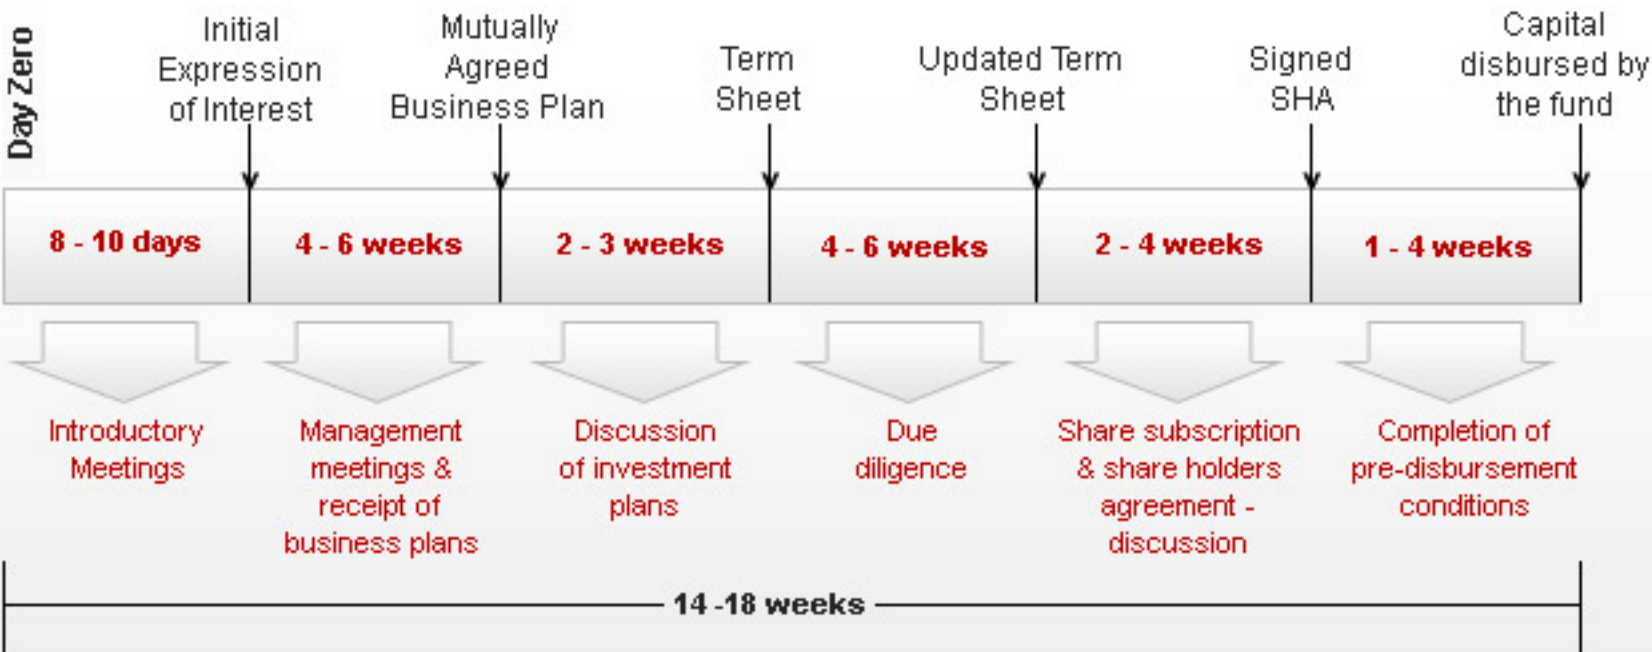 Day Zero
Initial
Expression
of Interest
Mutually
Agreed
Business Plan
Term
Sheet
Updated Term
Sheet
Signed
SHA
Capital
disbursed by
the fund
8 - 10 days
4 - 6 weeks
2 - 3 weeks
4 - 6 weeks
2 - 4 weeks
1 - 4 weeks
Introductory
Meetings
Management
meetings &
receipt of
business plans
Discussion
of investment
plans
Due
diligence
Share subscription
& share holders
agreement -
discussion
Completion of
pre-disbursement
conditions
14 -18 weeks